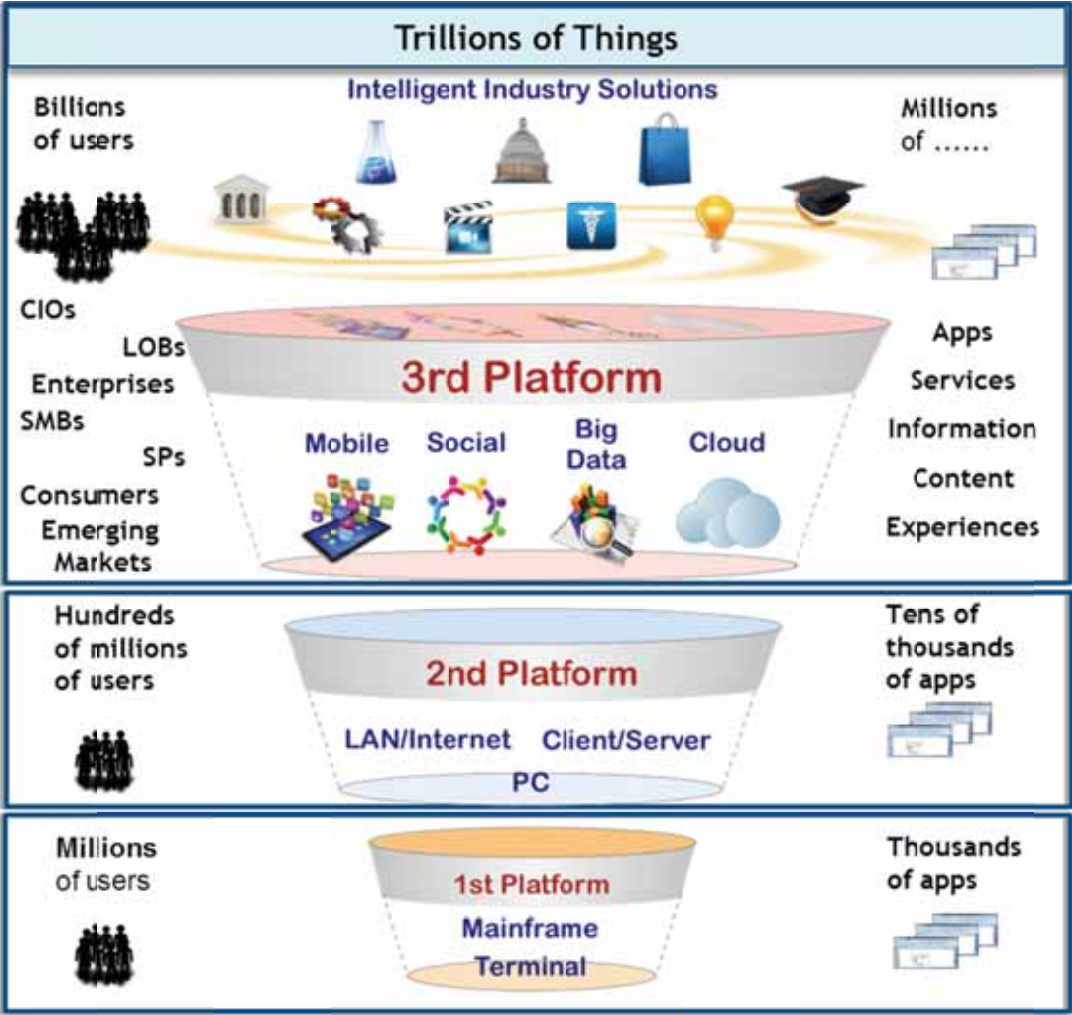 Trillions of Things
Intelligent Industry Solutions
Billions
of users
Millions
of ......
CIOs
LOBs
Enterprises
SMBs
SPs
Consumers
Emerging
Markets
3rd Platform
Mobile
Social
Big
Data
Cloud
Apps
Services
Information
Content
Experiences
Hundreds
of millions
of users
2nd Platform
LAN/Internet
Client/Server
PC
Tens of
thousands
of apps
Millions
of users
1st Platform
Mainframe
Terminal
Thousands
of apps